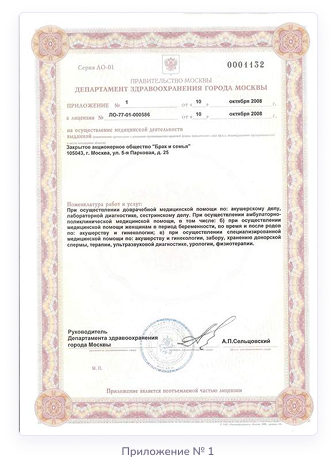 Серия ЛО-01
0001132
ПРАВИТЕЛЬСТВО МОСКВЫ
ДЕПАРТАМЕНТ ЗДРАВООХРАНЕНИЯ ГОРОДА МОСКВЫ
ПРИЛОЖЕНИЕ № 1 от « 10 » октября 2008 г.
к лицензии № ЛО-77-01-000586 от « 10 » октября 2008 г.
на осуществление медицинской деятельности
выданной
Закрытое акционерное общество "Брак и семья"
105043, г. Москва, ул. 5-я Парковая, д. 25
Номенклатура работ и услуг:
При осуществлении доврачебной медицинской помощи по: акушерскому делу,
лабораторной диагностике, сестринскому делу. При осуществлении амбулаторно-
поликлинической медицинской помощи, в том числе: б) при осуществлении
медицинской помощи женщинам в период беременности, во время и после родов
по: акушерству и гинекологии; в) при осуществлении специализированной
медицинской помощи по: акушерству и гинекологии, забору, хранению донорской
спермы, терапии, ультразвуковой диагностике, урологии, физиотерапии.
Руководитель
Департамента здравоохранения
города Москвы
А.П.Сельцовский
М.П.
Приложение является неотъемлемой частью лицензии
Приложение № 1